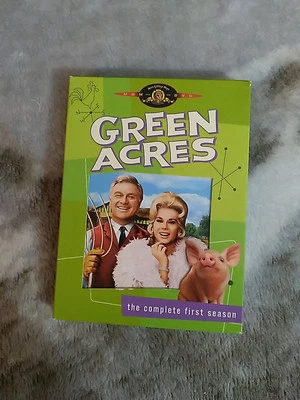 GREEN
ACRES
the complete first season